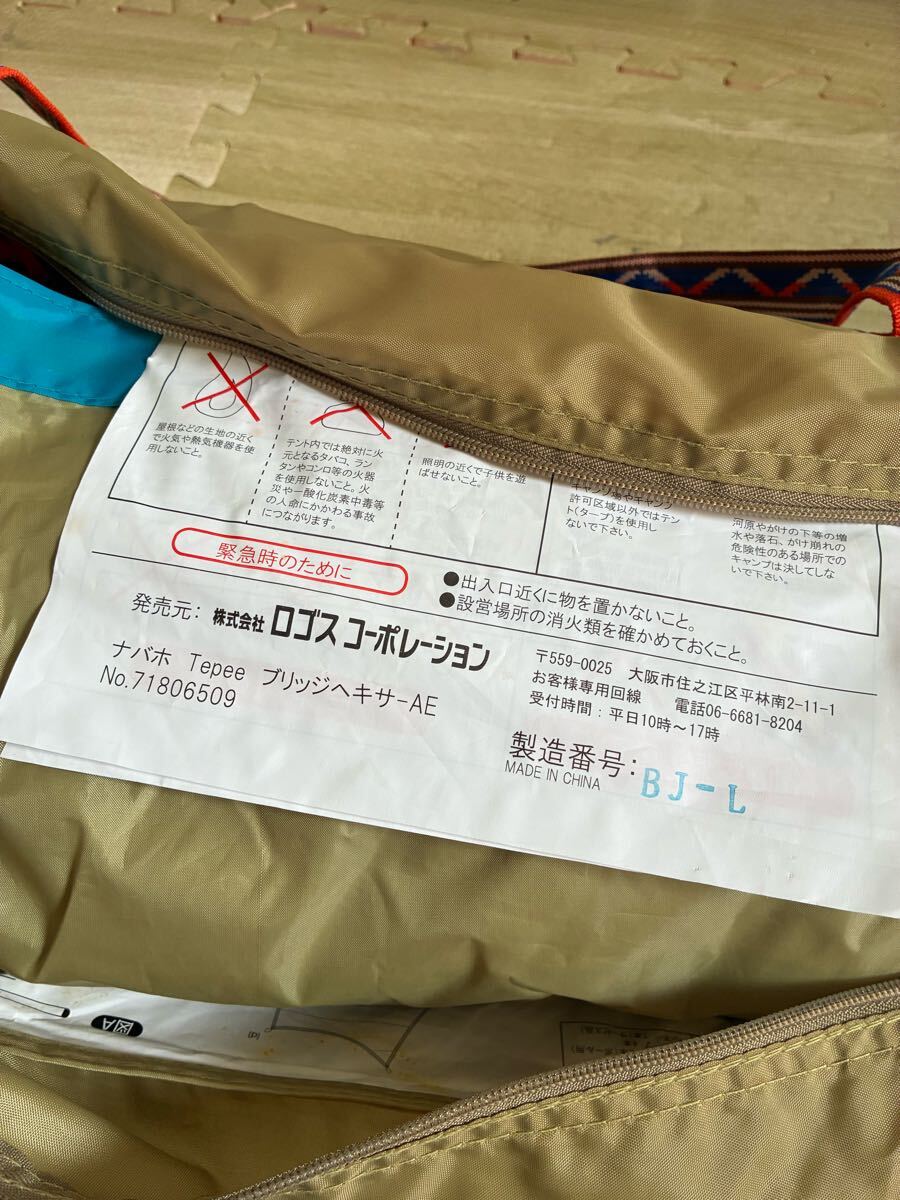 屋根などの生地の近く
で火気や熱気機器を使
用しないこと。
テント内では絶対に火
元となるタバコ、ラン
タンやコンロ等の火器
を使用しないこと。火
災や一酸化炭素中毒等
の人命にかかわる事故
につながります。
照明の近くで子供を遊
ばせないこと。
許可区域以外ではテン
ト(タープ)を使用し
ないで下さい。
河原やがけの下等の増
水や落石、がけ崩れの
危険性のある場所での
キャンプは決してしな
いで下さい。
緊急時のために
●出入口近くに物を置かないこと。
●設営場所の消火類を確かめておくこと。
発売元：株式会社 ロゴス コーポレーション
ナバホ Tepee ブリッジヘキサ-AE
No.71806509
〒559-0025 大阪市住之江区平林南2-11-1
お客様専用回線 電話06-6681-8204
受付時間：平日10時～17時
製造番号：BJ-L
MADE IN CHINA
図A